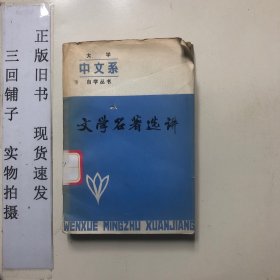 正版旧书 现货速发
三回铺子 实物拍摄
大学
中文系
自学丛书
文学名著选讲
WENXUE MINGZHU XUANJIANG